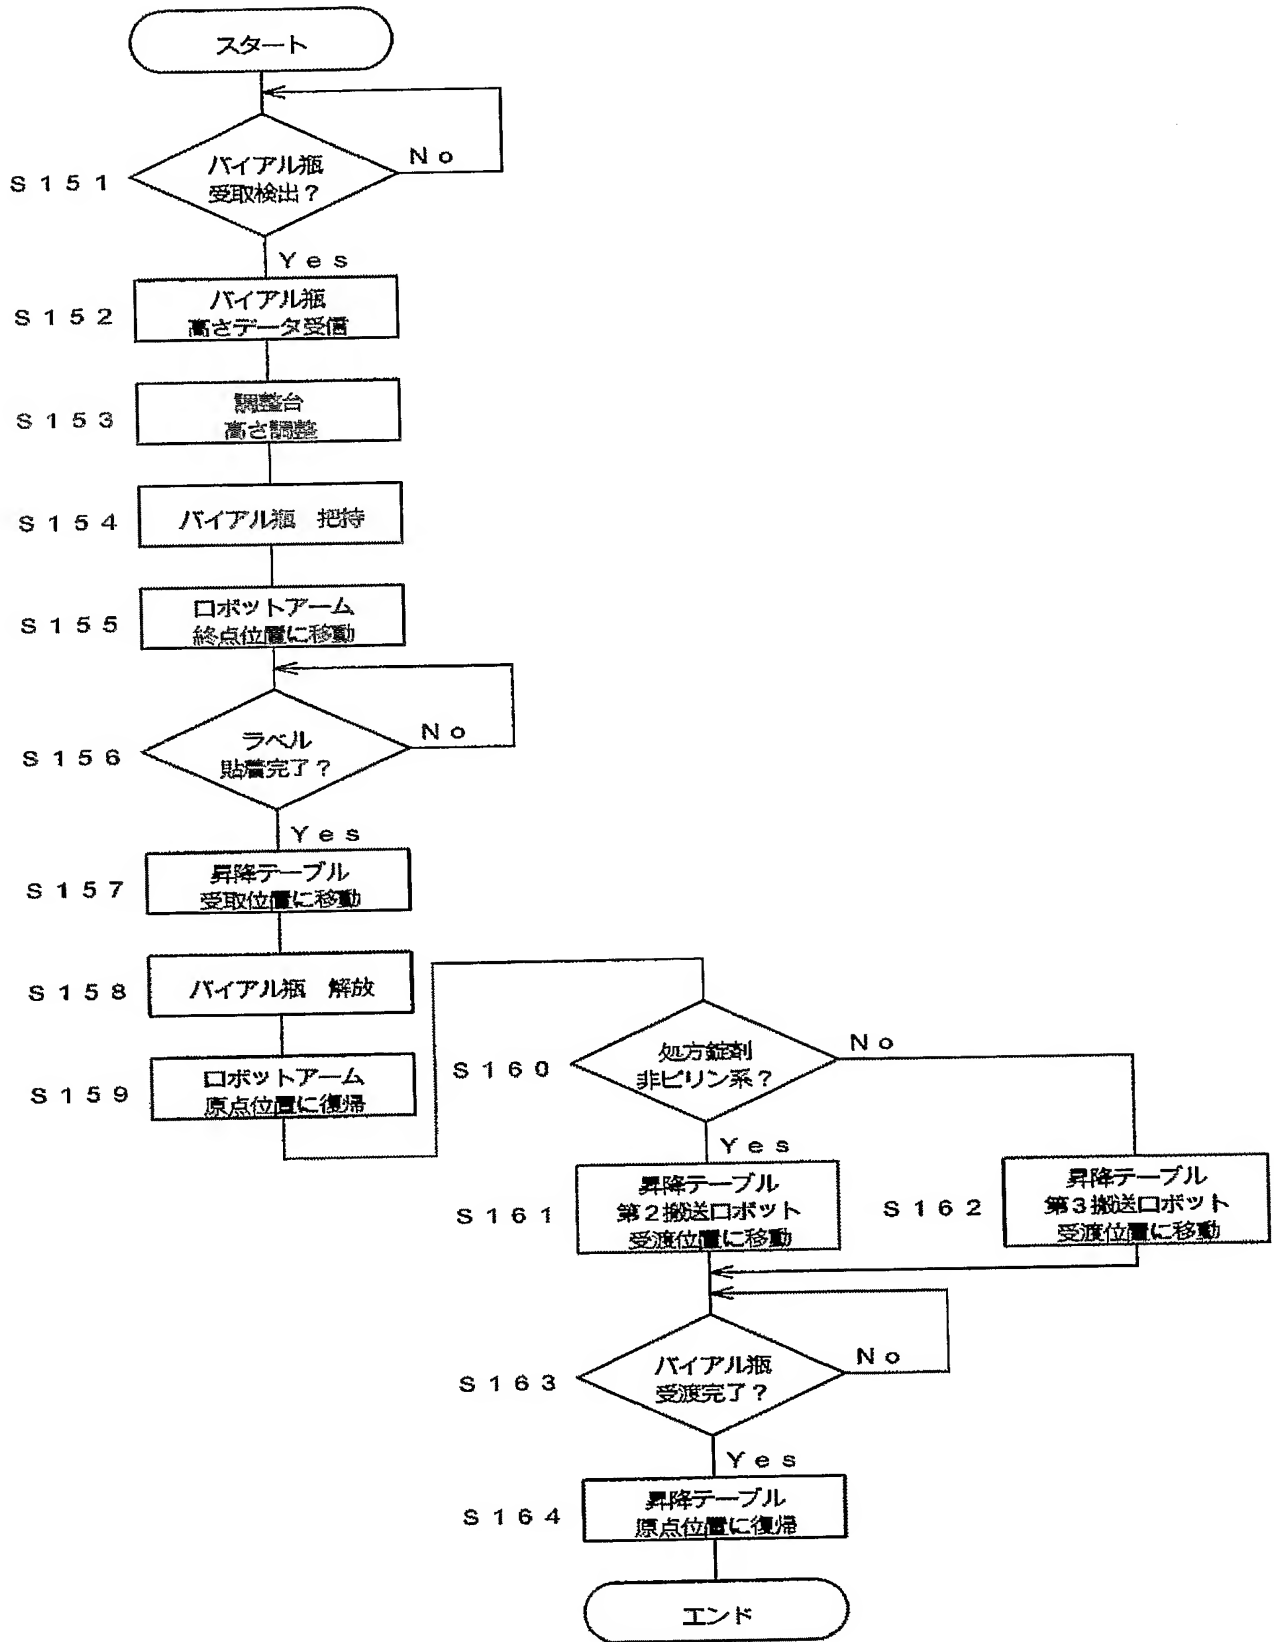 スタート
S151
バイアル瓶
受取検出？
No
Yes
S152
バイアル瓶
高さデータ受信
S153
調整台
高さ調整
S154
バイアル瓶 把持
S155
ロボットアーム
終点位置に移動
S156
ラベル
貼着完了？
No
Yes
S157
昇降テーブル
受取位置に移動
S158
バイアル瓶 解放
S159
ロボットアーム
原点位置に復帰
S160
処方錠剤
非ピリン系？
No
Yes
S161
昇降テーブル
第2搬送ロボット
受渡位置に移動
S162
昇降テーブル
第3搬送ロボット
受渡位置に移動
S163
バイアル瓶
受渡完了？
No
Yes
S164
昇降テーブル
原点位置に復帰
エンド